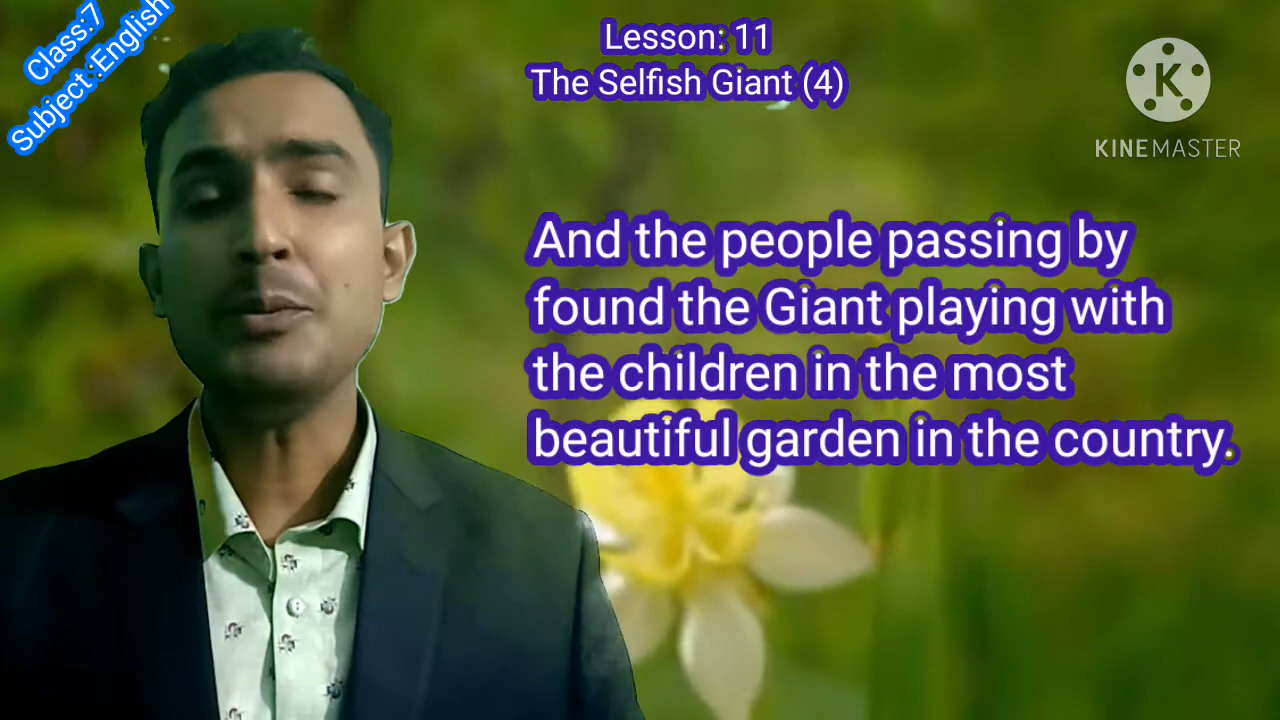 Class:7
Subject:English
Lesson: 11
The Selfish Giant (4)
K
KINEMASTER
And the people passing by
found the Giant playing with
the children in the most
beautiful garden in the country.